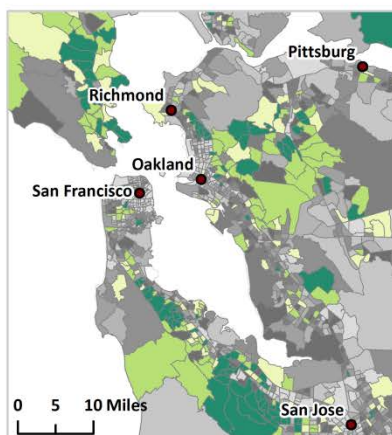 Pittsburg
Richmond
Oakland
San Francisco
0 5 10 Miles
San Jose